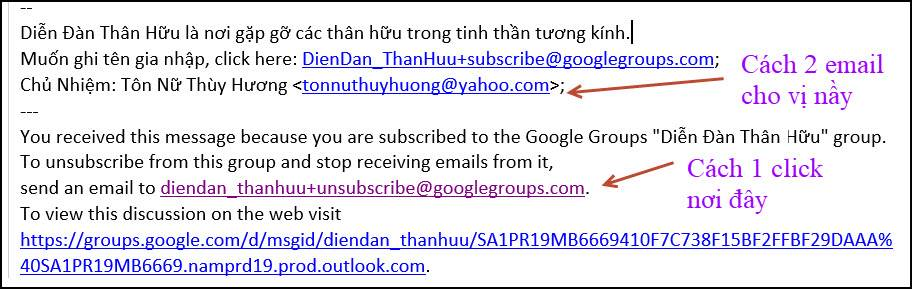 --
Diễn Đàn Thân Hữu là nơi gặp gỡ các thân hữu trong tinh thần tương kính.
Muốn ghi tên gia nhập, click here: DienDan_ThanHuu+subscribe@googlegroups.com;
Chủ Nhiệm: Tôn Nữ Thùy Hương <tonnuthuyhuong@yahoo.com>;
Cách 2 email
cho vị nầy
---
You received this message because you are subscribed to the Google Groups "Diễn Đàn Thân Hữu" group.
To unsubscribe from this group and stop receiving emails from it,
send an email to diendan_thanhuu+unsubscribe@googlegroups.com.
Cách 1 click
nơi đây
To view this discussion on the web visit
https://groups.google.com/d/msgid/diendan_thanhuu/SA1PR19MB6669410F7C738F15BF2FFBF29DAAA%
40SA1PR19MB6669.namprd19.prod.outlook.com.